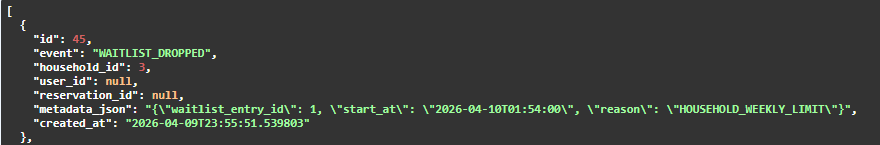 [
  {
    "id": 45,
    "event": "WAITLIST_DROPPED",
    "household_id": 3,
    "user_id": null,
    "reservation_id": null,
    "metadata_json": "{\"waitlist_entry_id\": 1, \"start_at\": \"2026-04-10T01:54:00\", \"reason\": \"HOUSEHOLD_WEEKLY_LIMIT\"}",
    "created_at": "2026-04-09T23:55:51.539803"
  },